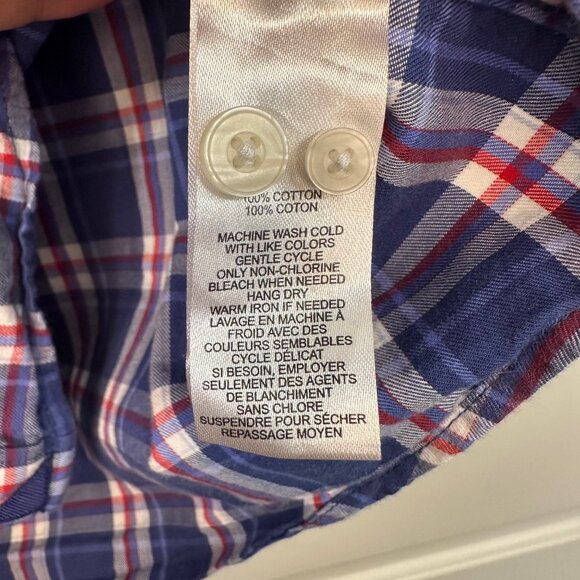 100% COTTON
100% COTON
MACHINE WASH COLD
WITH LIKE COLORS
GENTLE CYCLE
ONLY NON-CHLORINE
BLEACH WHEN NEEDED
HANG DRY
WARM IRON IF NEEDED
LAVAGE EN MACHINE À
FROID AVEC DES
COULEURS SEMBLABLES
CYCLE DÉLICAT
SI BESOIN, EMPLOYER
SEULEMENT DES AGENTS
DE BLANCHIMENT
SANS CHLORE
SUSPENDRE POUR SÉCHER
REPASSAGE MOYEN